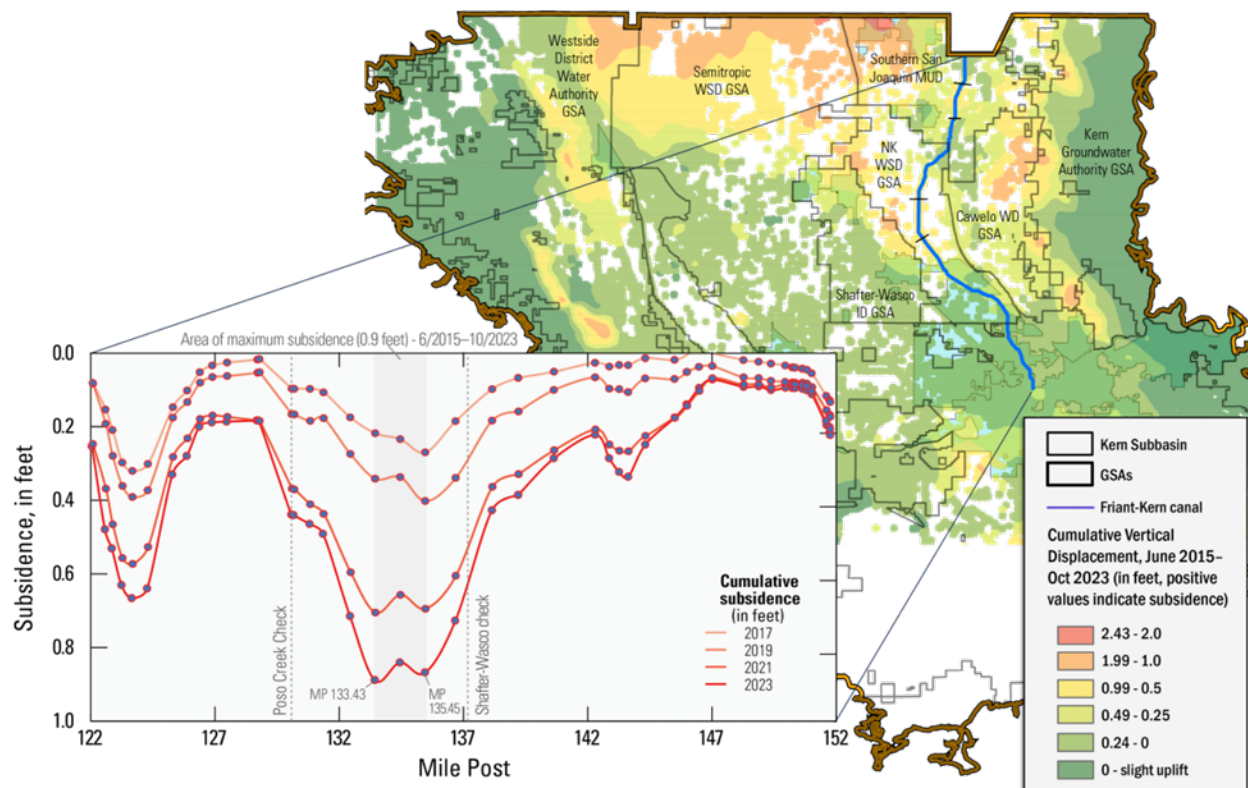 Westside
District
Water
Authority
GSA
Semitropic
WSD GSA
Southern San
Joaquin MUD
NK
WSD
GSA
Kern
Groundwater
Authority GSA
Cawelo WD
GSA
Shafter-Wasco
ID GSA
Area of maximum subsidence (0.9 feet) - 6/2015–10/2023
Subsidence, in feet
0.0
0.2
0.4
0.6
0.8
1.0
122
127
132
137
142
147
152
Mile Post
Poso Creek Check
MP 133.43
MP
135.45
Shafter-Wasco check
Cumulative
subsidence
(in feet)
2017
2019
2021
2023
Kern Subbasin
GSAs
Friant-Kern canal
Cumulative Vertical
Displacement, June 2015–
Oct 2023 (in feet, positive
values indicate subsidence)
2.43 - 2.0
1.99 - 1.0
0.99 - 0.5
0.49 - 0.25
0.24 - 0
0 - slight uplift